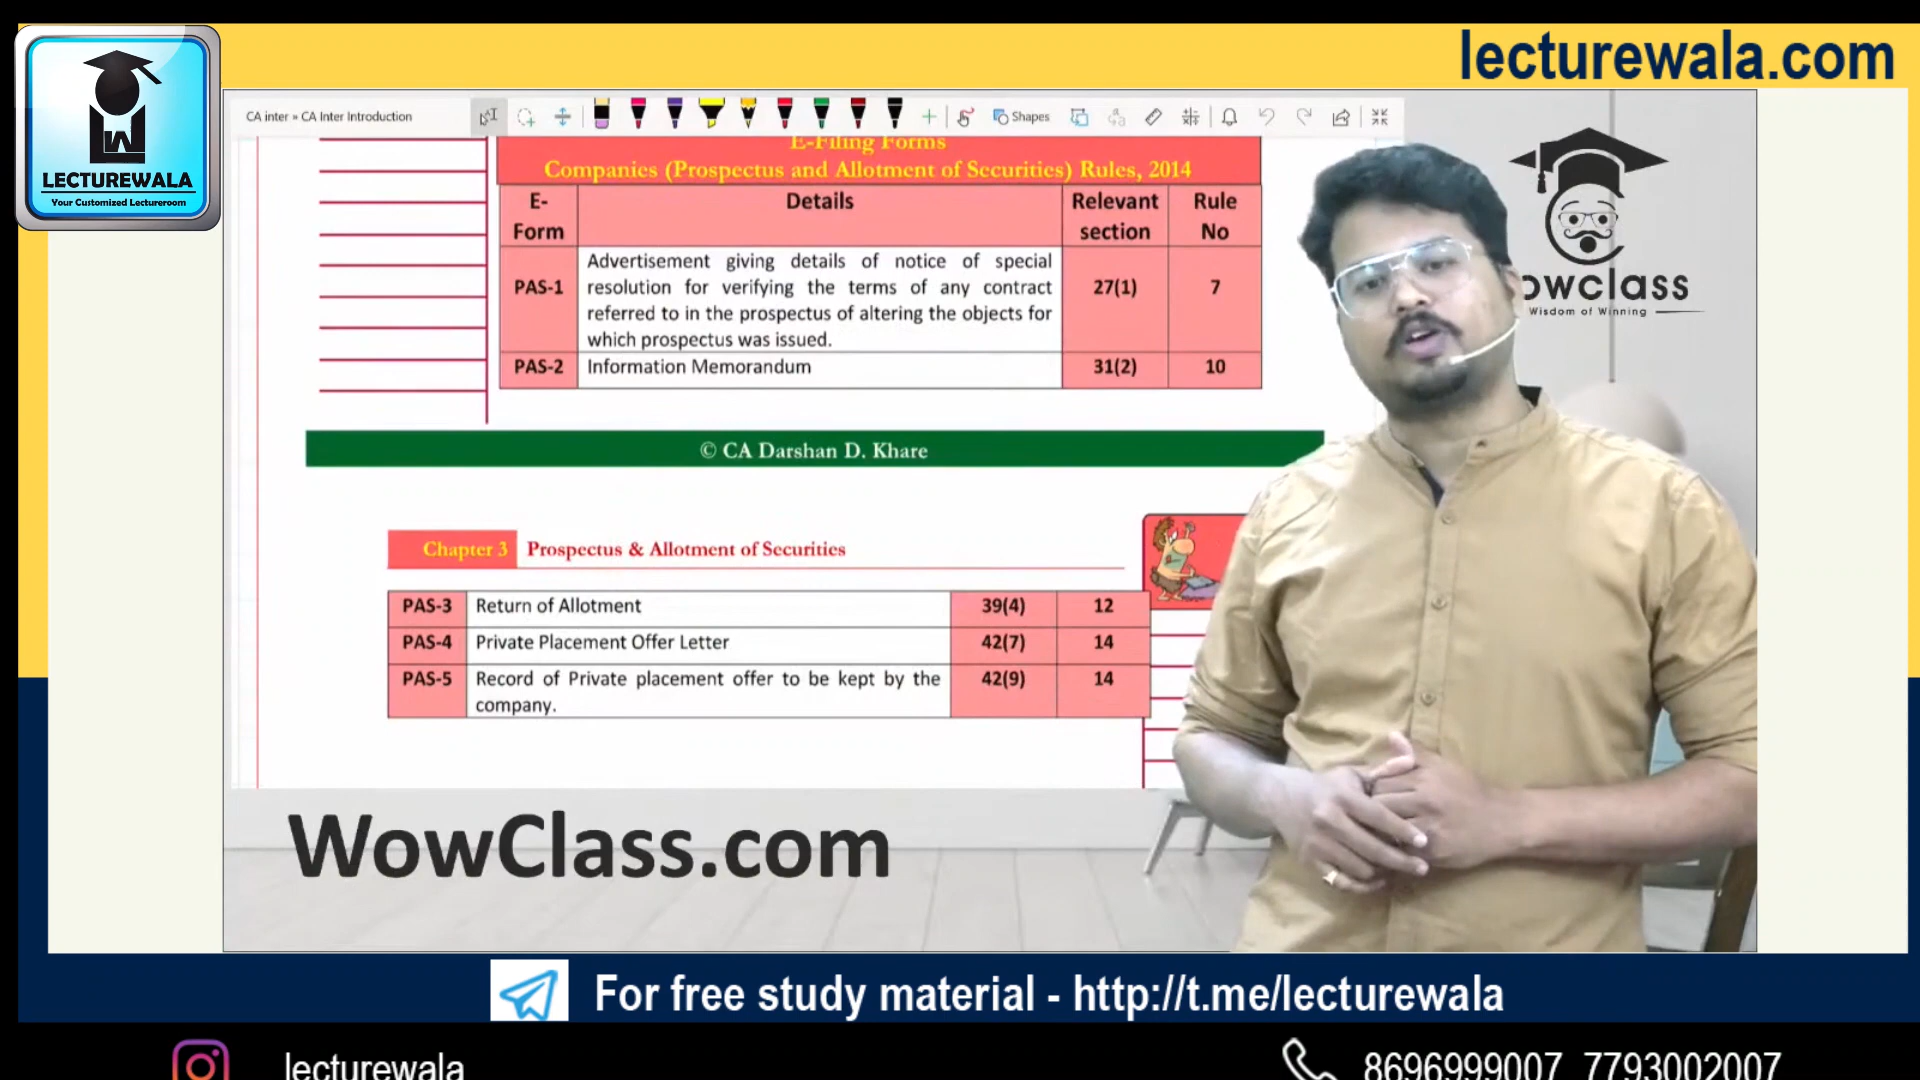 lecturewala.com
LW
LECTUREWALA
Your Customized Lectureroom
CA inter » CA Inter Introduction
Shapes
E-Filing Forms
Companies (Prospectus and Allotment of Securities) Rules, 2014
E-Form Details Relevant section Rule No
PAS-1 Advertisement giving details of notice of special
resolution for verifying the terms of any contract
referred to in the prospectus of altering the objects for
which prospectus was issued. 27(1) 7
PAS-2 Information Memorandum 31(2) 10
© CA Darshan D. Khare
Chapter 3 Prospectus & Allotment of Securities
PAS-3 Return of Allotment 39(4) 12
PAS-4 Private Placement Offer Letter 42(7) 14
PAS-5 Record of Private placement offer to be kept by the
company. 42(9) 14
owclass
Wisdom of Winning
WowClass.com
For free study material - http://t.me/lecturewala
lecturewala
8696999007, 7793002007